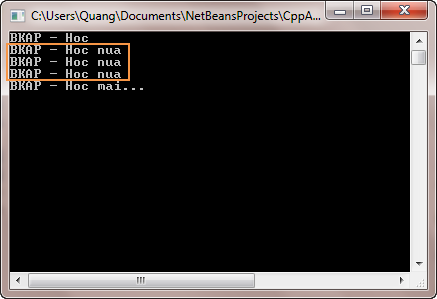 C:\Users\Quang\Documents\NetBeansProjects\CppA...
BKAP - Hoc
BKAP - Hoc nua
BKAP - Hoc nua
BKAP - Hoc nua
BKAP - Hoc mai...